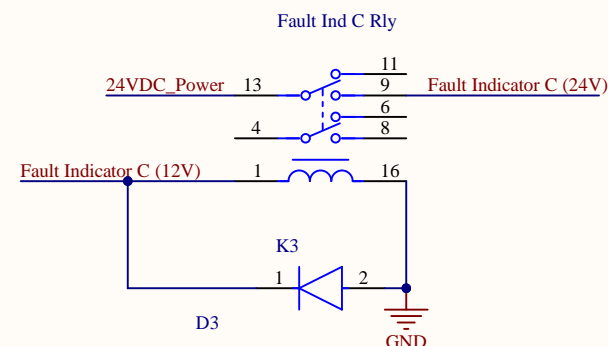 Fault Ind C Rly
11
24VDC_Power 13 9 Fault Indicator C (24V)
6
4 8
Fault Indicator C (12V) 1 16
K3
1 2
D3
GND